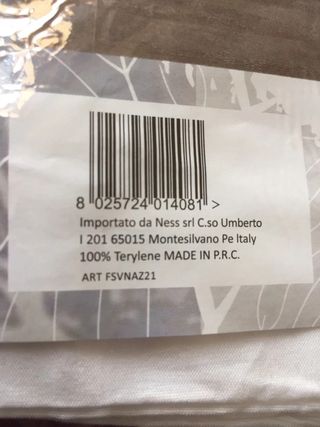 8 025724 014081 >
Importato da Ness srl C.so Umberto
I 201 65015 Montesilvano Pe Italy
100% Terylene MADE IN P.R.C.
ART FSVNAZ21